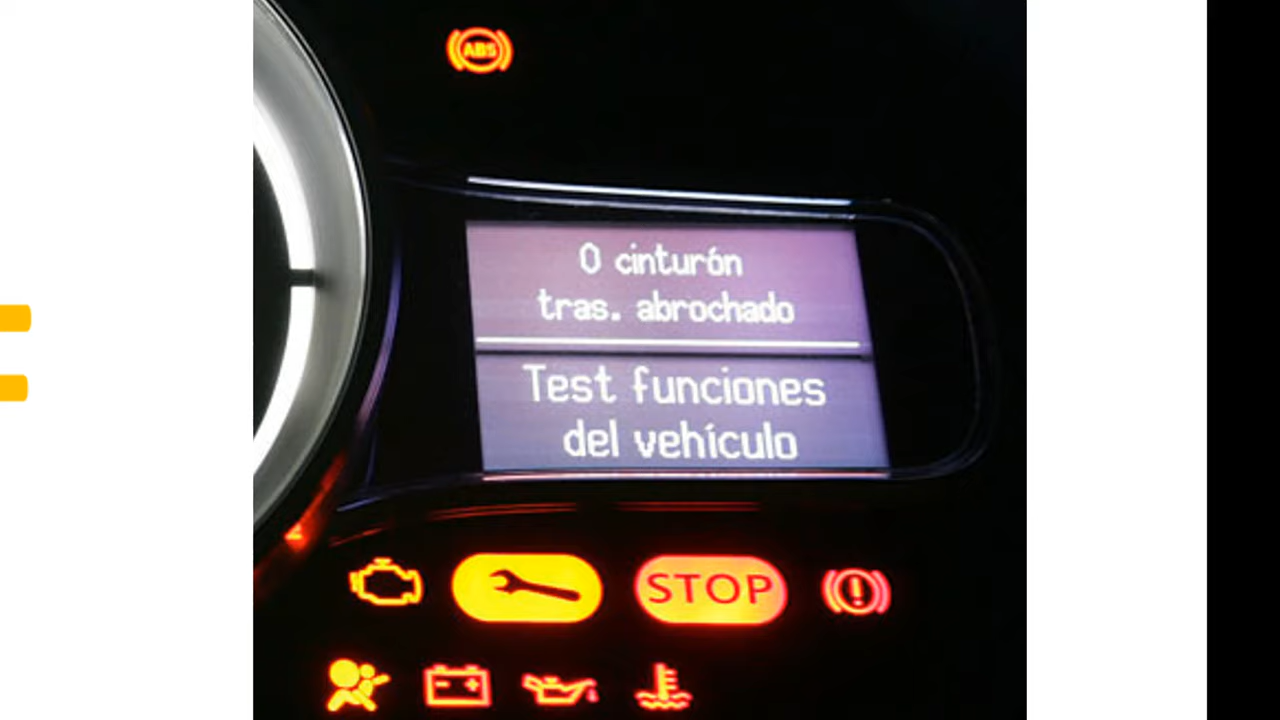 ABS
0 cinturón
tras. abrochado
Test funciones
del vehículo
STOP